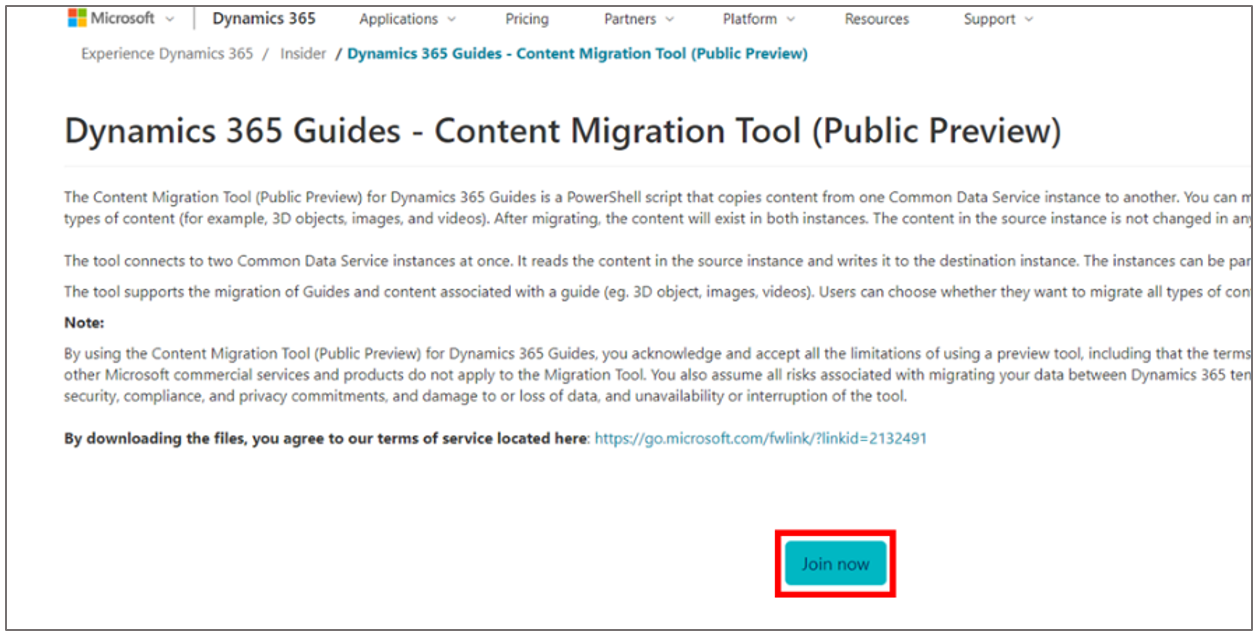 Microsoft Dynamics 365 Applications Pricing Partners Platform Resources Support
Experience Dynamics 365 / Insider / Dynamics 365 Guides - Content Migration Tool (Public Preview)
Dynamics 365 Guides - Content Migration Tool (Public Preview)
The Content Migration Tool (Public Preview) for Dynamics 365 Guides is a PowerShell script that copies content from one Common Data Service instance to another. You can
types of content (for example, 3D objects, images, and videos). After migrating, the content will exist in both instances. The content in the source instance is not changed in
The tool connects to two Common Data Service instances at once. It reads the content in the source instance and writes it to the destination instance. The instances can be
The tool supports the migration of Guides and content associated with a guide (eg. 3D object, images, videos). Users can choose whether they want to migrate all types of
Note:
By using the Content Migration Tool (Public Preview) for Dynamics 365 Guides, you acknowledge and accept all the limitations of using a preview tool, including that the terms
other Microsoft commercial services and products do not apply to the Migration Tool. You also assume all risks associated with migrating your data between Dynamics 365
security, compliance, and privacy commitments, and damage to or loss of data, and unavailability or interruption of the tool.
By downloading the files, you agree to our terms of service located here: https://go.microsoft.com/fwlink/?linkid=2132491
Join now